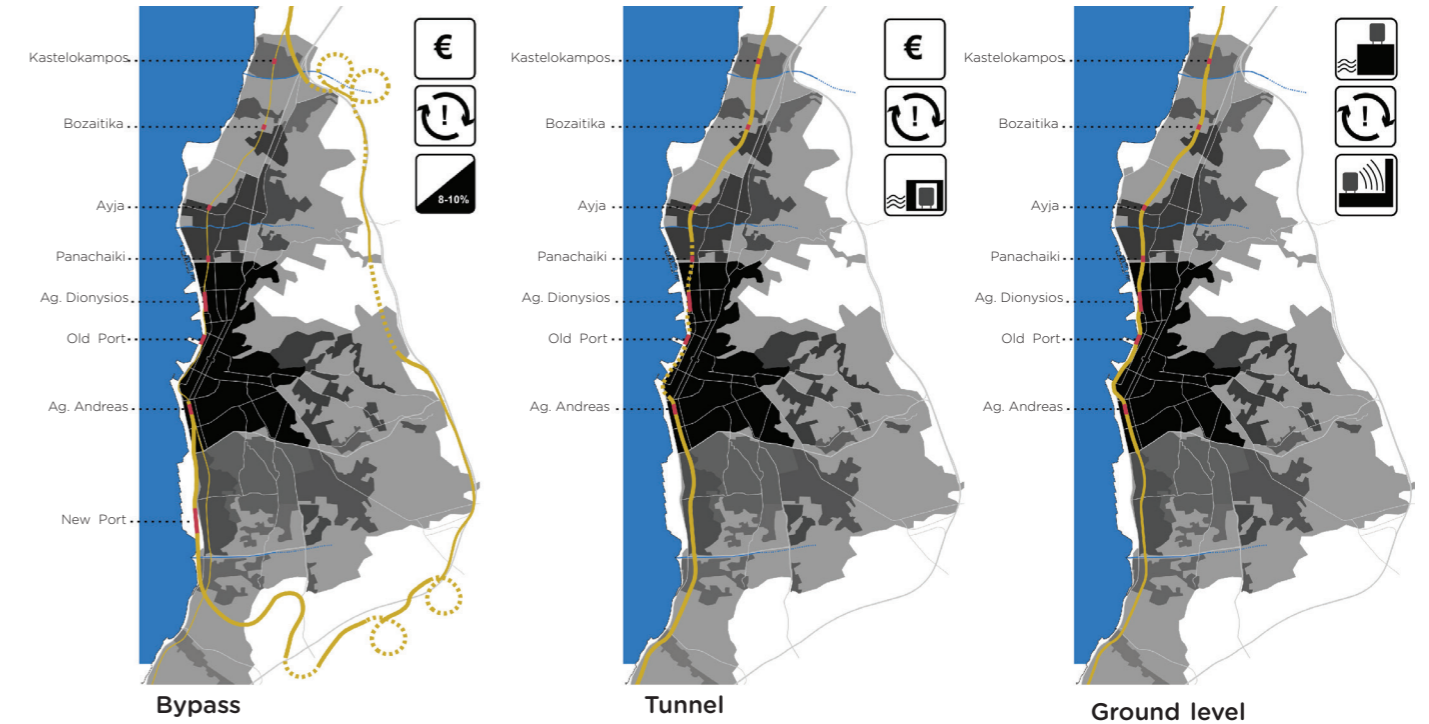 Kastelokampos
Bozaitika
Ayja
Panachaiki
Ag. Dionysios
Old Port
Ag. Andreas
New Port
€
!
8-10%
Bypass
Kastelokampos
Bozaitika
Ayja
Panachaiki
Ag. Dionysios
Old Port
Ag. Andreas
€
!
Tunnel
Kastelokampos
Bozaitika
Ayja
Panachaiki
Ag. Dionysios
Old Port
Ag. Andreas
!
Ground level